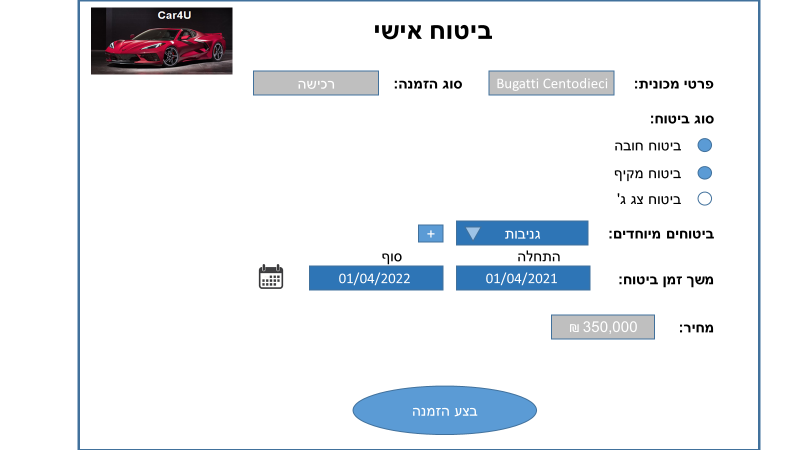 Car4U
ביטוח אישי
פרטי מכונית: Bugatti Centodieci סוג הזמנה: רכישה
סוג ביטוח:
ביטוח חובה
ביטוח מקיף
ביטוח צג ג'
ביטוחים מיוחדים: גניבות +
התחלה סוף
משך זמן ביטוח: 01/04/2021 01/04/2022
מחיר: 350,000 ₪
בצע הזמנה